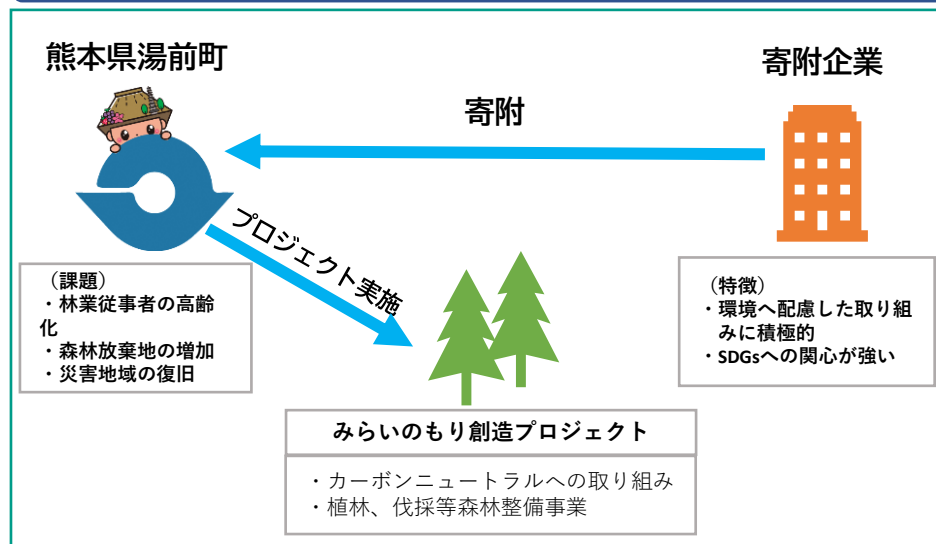 熊本県湯前町
寄附企業
寄附
プロジェクト実施
（課題）
・林業従事者の高齢
化
・森林放棄地の増加
・災害地域の復旧
（特徴）
・環境へ配慮した取り組
みに積極的
・SDGsへの関心が強い
みらいのもり創造プロジェクト
・カーボンニュートラルへの取り組み
・植林、伐採等森林整備事業